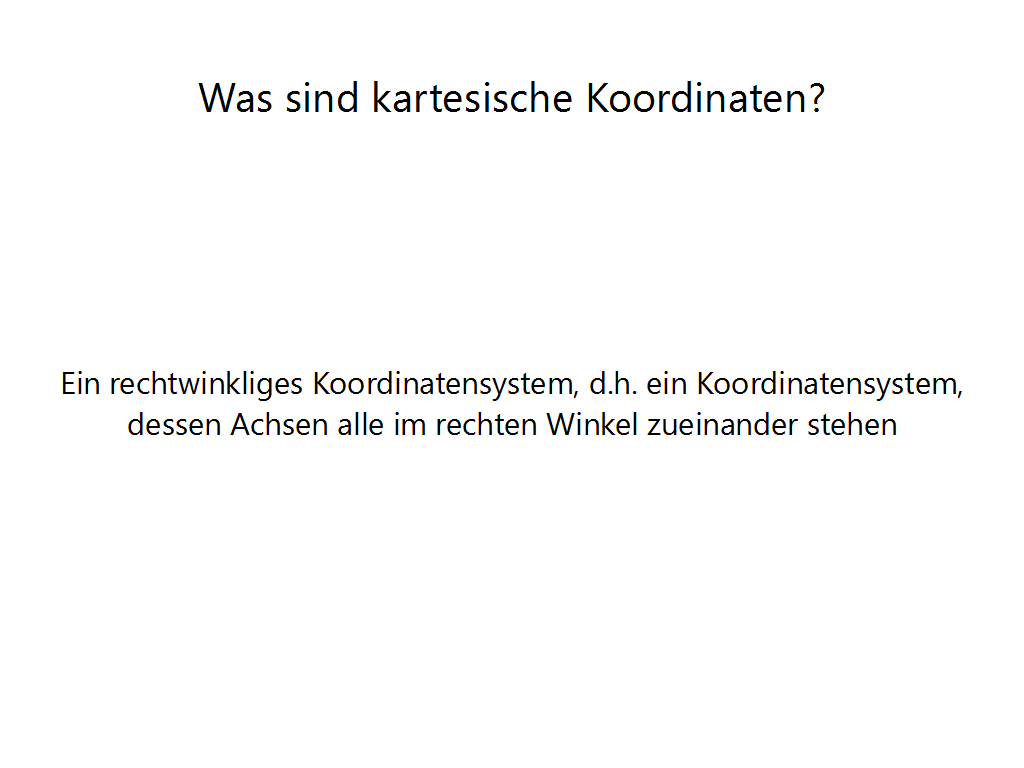 Was sind kartesische Koordinaten?
Ein rechtwinkliges Koordinatensystem, d.h. ein Koordinatensystem,
dessen Achsen alle im rechten Winkel zueinander stehen